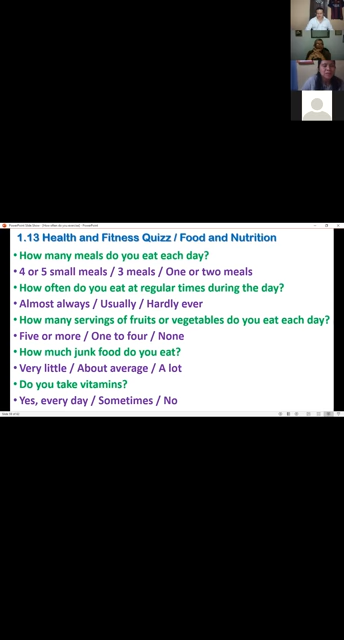 1.13 Health and Fitness Quizz / Food and Nutrition
• How many meals do you eat each day?
• 4 or 5 small meals / 3 meals / One or two meals
• How often do you eat at regular times during the day?
• Almost always / Usually / Hardly ever
• How many servings of fruits or vegetables do you eat each day?
• Five or more / One to four / None
• How much junk food do you eat?
• Very little / About average / A lot
• Do you take vitamins?
• Yes, every day / Sometimes / No